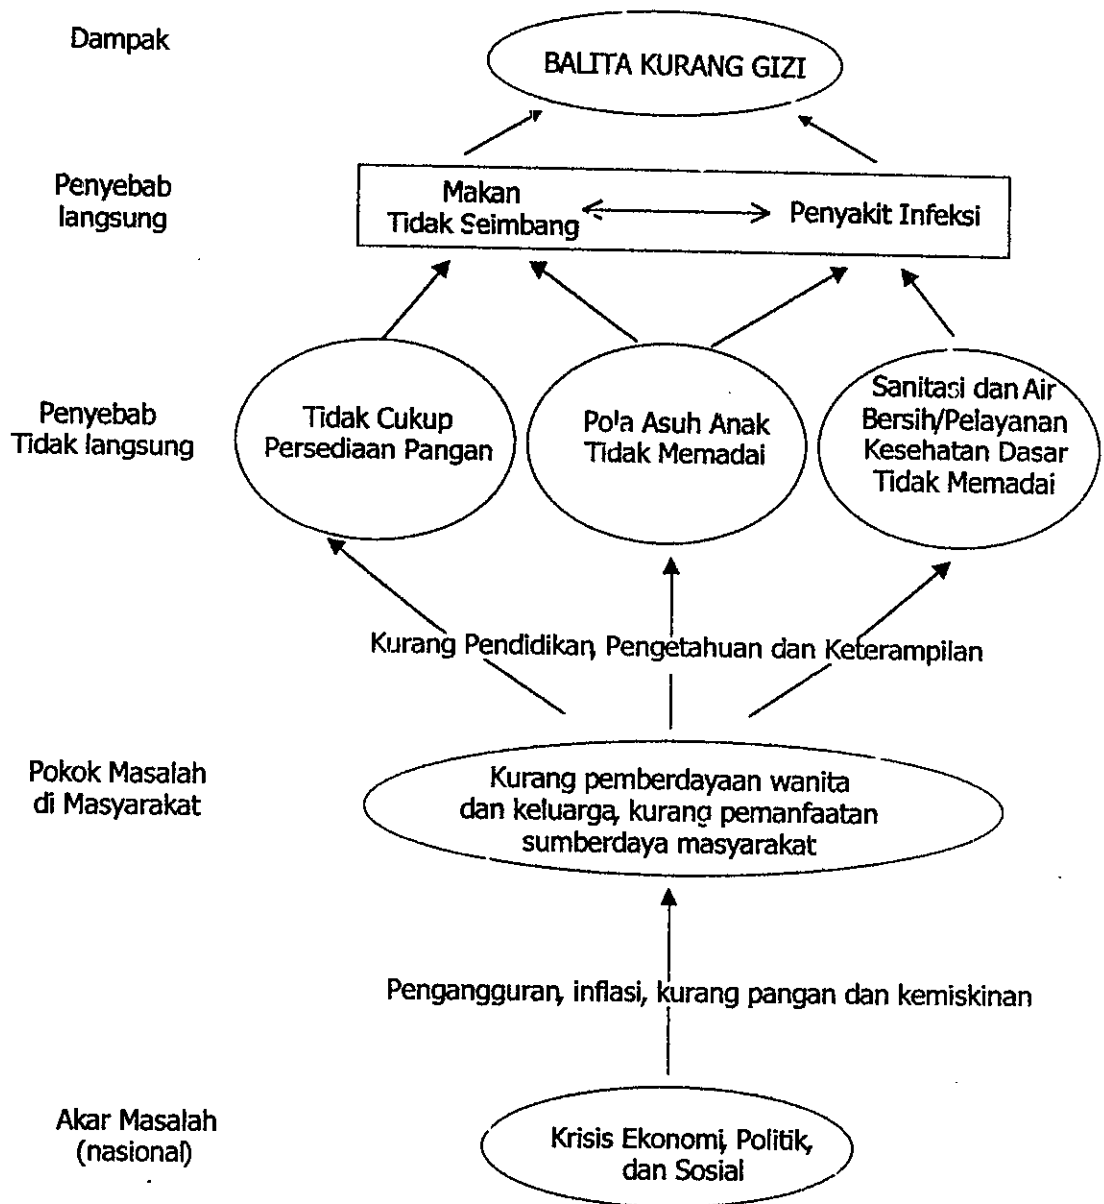 Dampak
BALITA KURANG GIZI
Penyebab
langsung
Makan
Tidak Seimbang
Penyakit Infeksi
Penyebab
Tidak langsung
Tidak Cukup
Persediaan Pangan
Pola Asuh Anak
Tidak Memadai
Sanitasi dan Air
Bersih/Pelayanan
Kesehatan Dasar
Tidak Memadai
Kurang Pendidikan, Pengetahuan dan Keterampilan
Pokok Masalah
di Masyarakat
Kurang pemberdayaan wanita
dan keluarga, kurang pemanfaatan
sumberdaya masyarakat
Pengangguran, inflasi, kurang pangan dan kemiskinan
Akar Masalah
(nasional)
Krisis Ekonomi, Politik,
dan Sosial